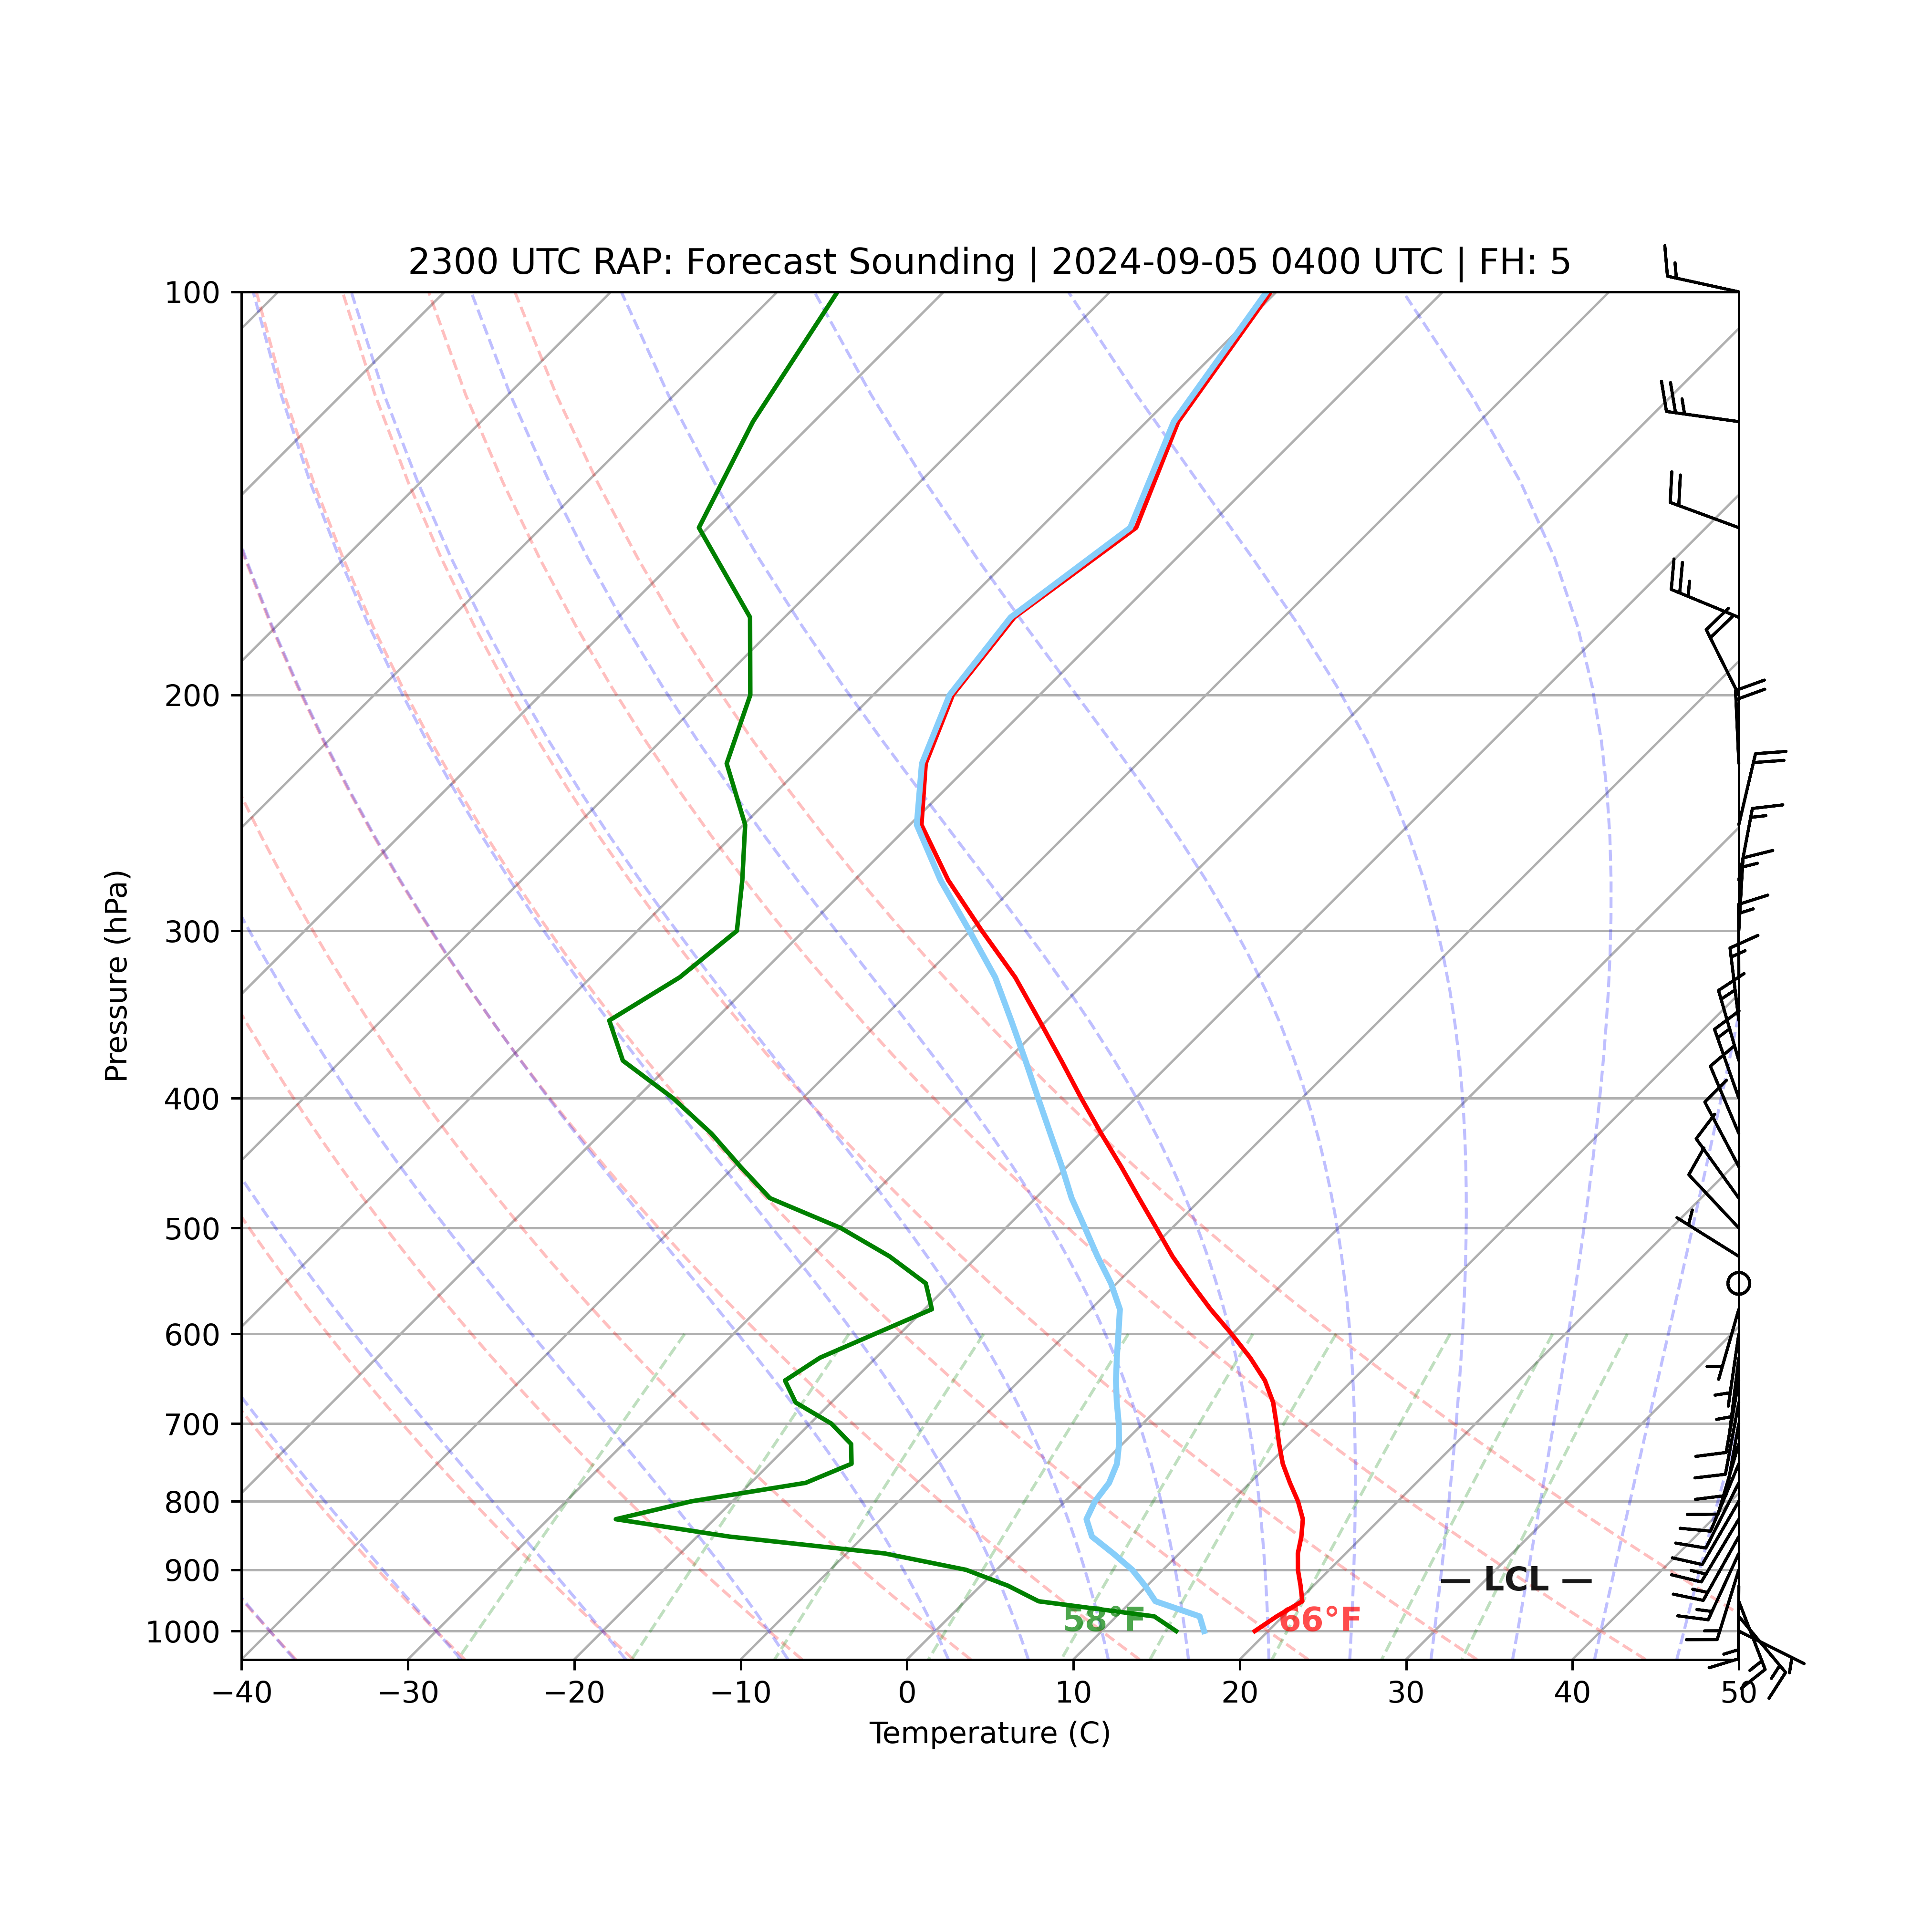 2300 UTC RAP: Forecast Sounding | 2024-09-05 0400 UTC | FH: 5
100
200
300
400
500
600
700
800
900
1000
Pressure (hPa)
— LCL —
58°F
66°F
−40 −30 −20 −10 0 10 20 30 40 50
Temperature (C)